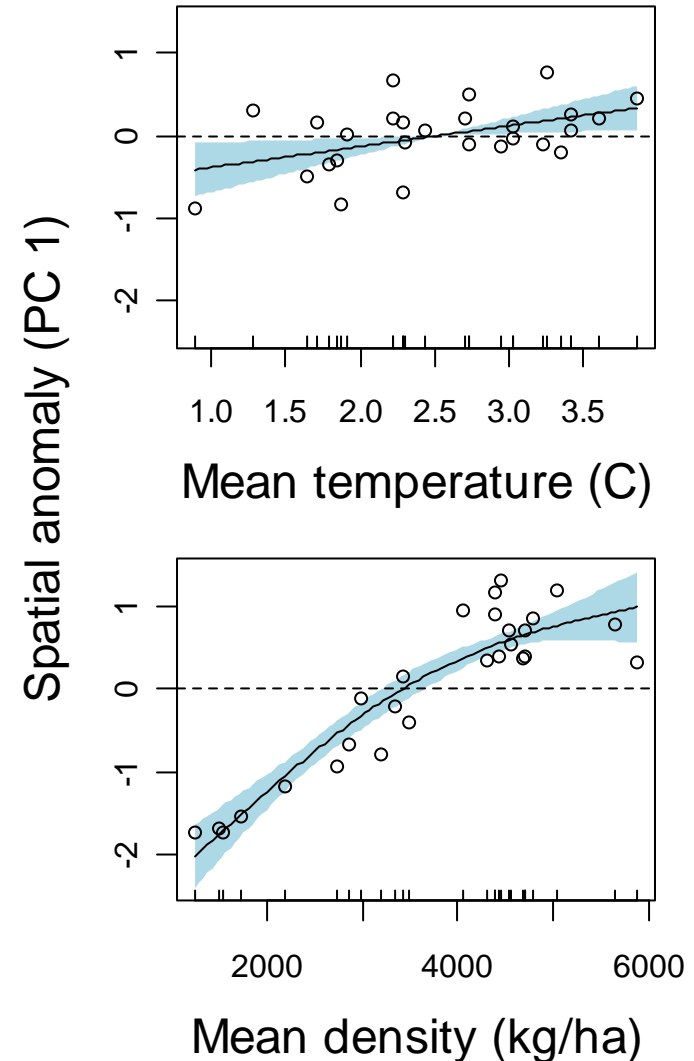 Spatial anomaly (PC 1)
1
0
-1
-2
1.0 1.5 2.0 2.5 3.0 3.5
Mean temperature (C)
1
0
-1
-2
2000 4000 6000
Mean density (kg/ha)